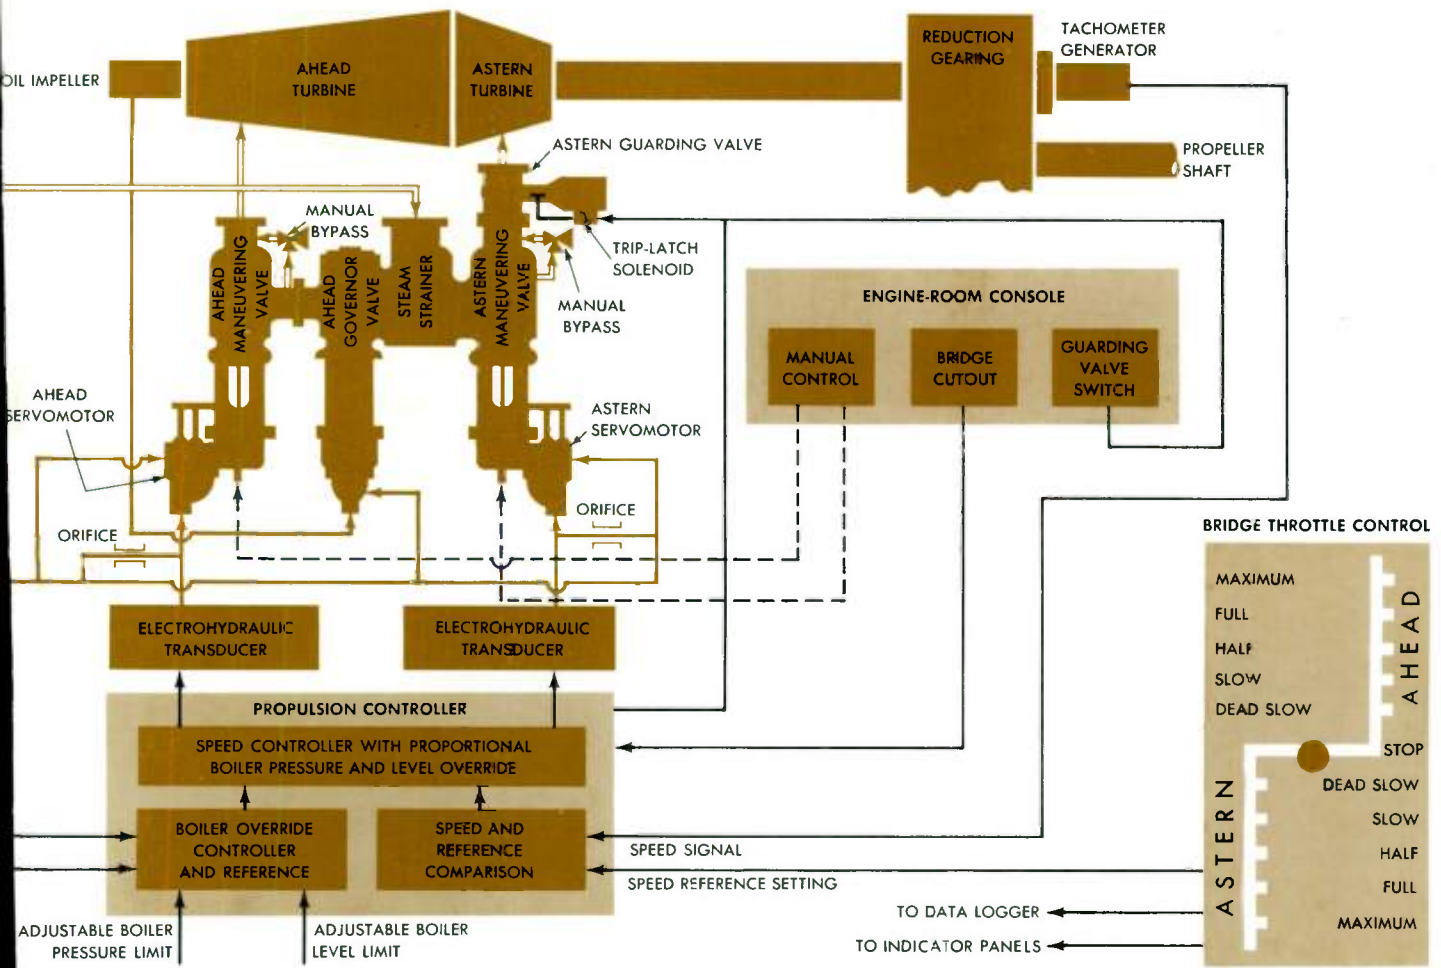 OIL IMPELLER
AHEAD
TURBINE
ASTERN
TURBINE
REDUCTION
GEARING
TACHOMETER
GENERATOR
PROPELLER
SHAFT
ASTERN GUARDING VALVE
MANUAL
BYPASS
TRIP-LATCH
SOLENOID
MANUAL
BYPASS
AHEAD
MANEUVERING
VALVE
AHEAD
GOVERNOR
VALVE
STEAM
STRAINER
ASTERN
MANEUVERING
VALVE
ENGINE-ROOM CONSOLE
MANUAL
CONTROL
BRIDGE
CUTOUT
GUARDING
VALVE
SWITCH
AHEAD
SERVOMOTOR
ASTERN
SERVOMOTOR
ORIFICE
ORIFICE
ELECTROHYDRAULIC
TRANSDUCER
ELECTROHYDRAULIC
TRANSDUCER
PROPULSION CONTROLLER
SPEED CONTROLLER WITH PROPORTIONAL
BOILER PRESSURE AND LEVEL OVERRIDE
BOILER OVERRIDE
CONTROLLER
AND REFERENCE
SPEED AND
REFERENCE
COMPARISON
SPEED SIGNAL
SPEED REFERENCE SETTING
TO DATA LOGGER
TO INDICATOR PANELS
ADJUSTABLE BOILER
PRESSURE LIMIT
ADJUSTABLE BOILER
LEVEL LIMIT
BRIDGE THROTTLE CONTROL
MAXIMUM
FULL
HALF
SLOW
DEAD SLOW
AHEAD
STOP
ASTERN
DEAD SLOW
SLOW
HALF
FULL
MAXIMUM